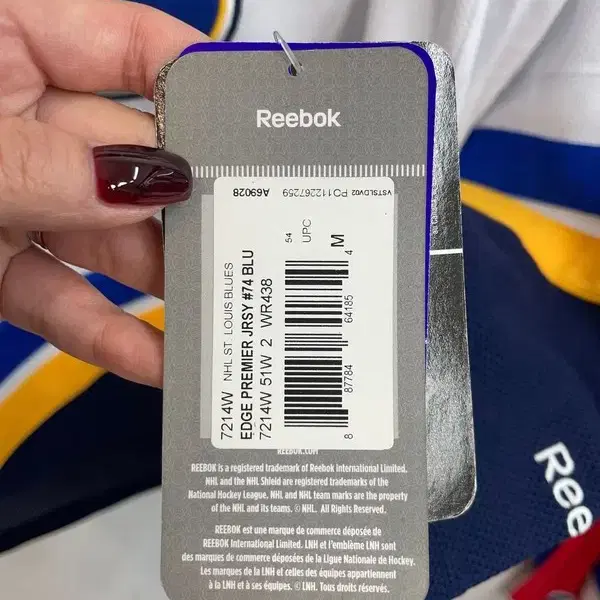 Reebok
A69028 PO112267259 VSTSLDV02
7214W NHL ST. LOUIS BLUES
EDGE PREMIER JRSY #74 BLU
7214W 51W 2 WR438
54
UPC
M
8 87784 64185 4
REEBOK.COM
REEBOK is a registered trademark of Reebok International Limited.
NHL and the NHL Shield are registered trademarks of the
National Hockey League. NHL and NHL team marks are the property
of the NHL and its teams. © NHL. All Rights Reserved.
REEBOK est une marque de commerce déposée de
REEBOK International Limited. LNH et l'emblème LNH sont
des marques de commerce déposées de la Ligue Nationale de Hockey.
Les marques de la LNH et celles des équipes appartiennent
à la LNH et à ses équipes. © LNH. Tous droits réservés.
Ree